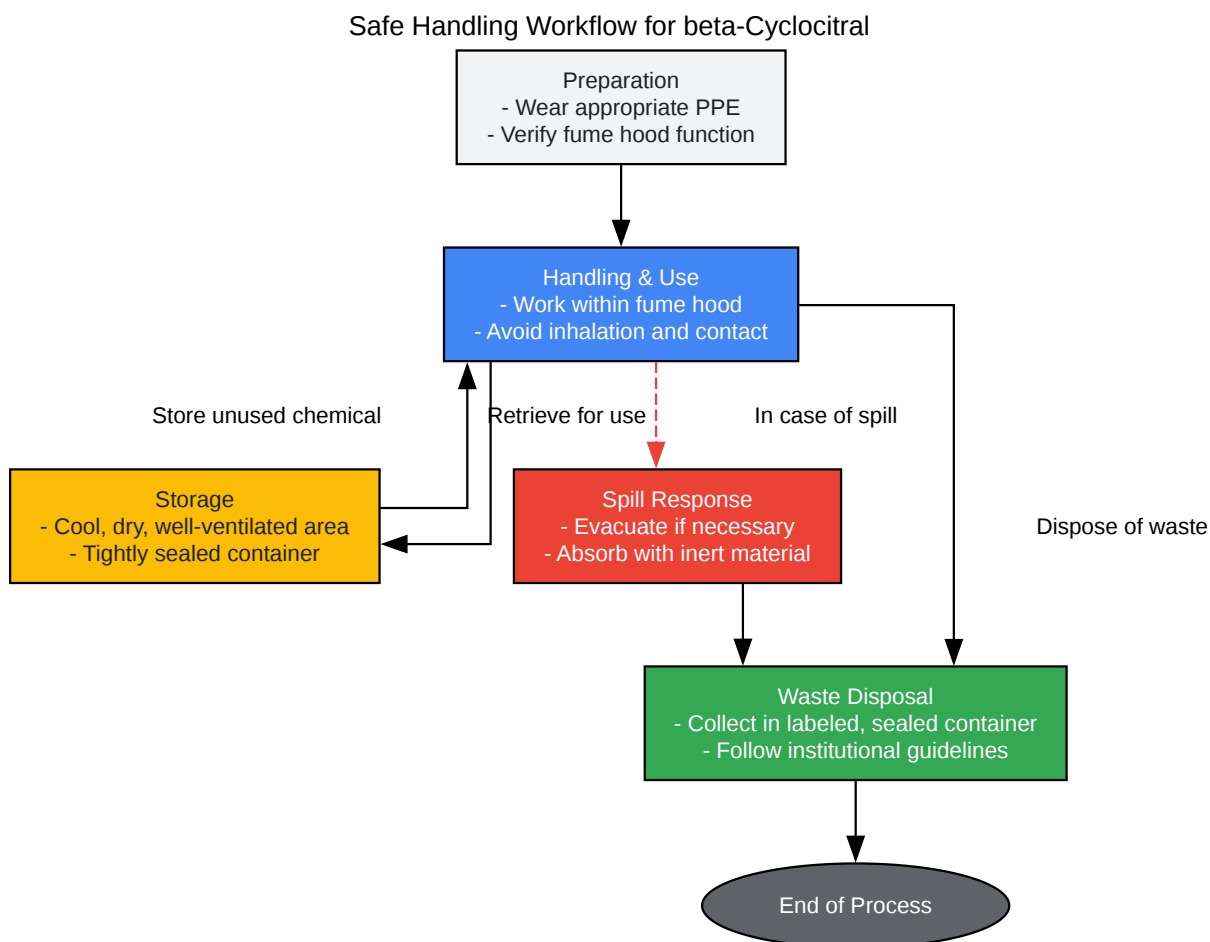 Safe Handling Workflow for beta-Cyclocitral
Preparation
- Wear appropriate PPE
- Verify fume hood function
Handling & Use
- Work within fume hood
- Avoid inhalation and contact
Store unused chemical
Retrieve for use
In case of spill
Storage
- Cool, dry, well-ventilated area
- Tightly sealed container
Spill Response
- Evacuate if necessary
- Absorb with inert material
Dispose of waste
Waste Disposal
- Collect in labeled, sealed container
- Follow institutional guidelines
End of Process